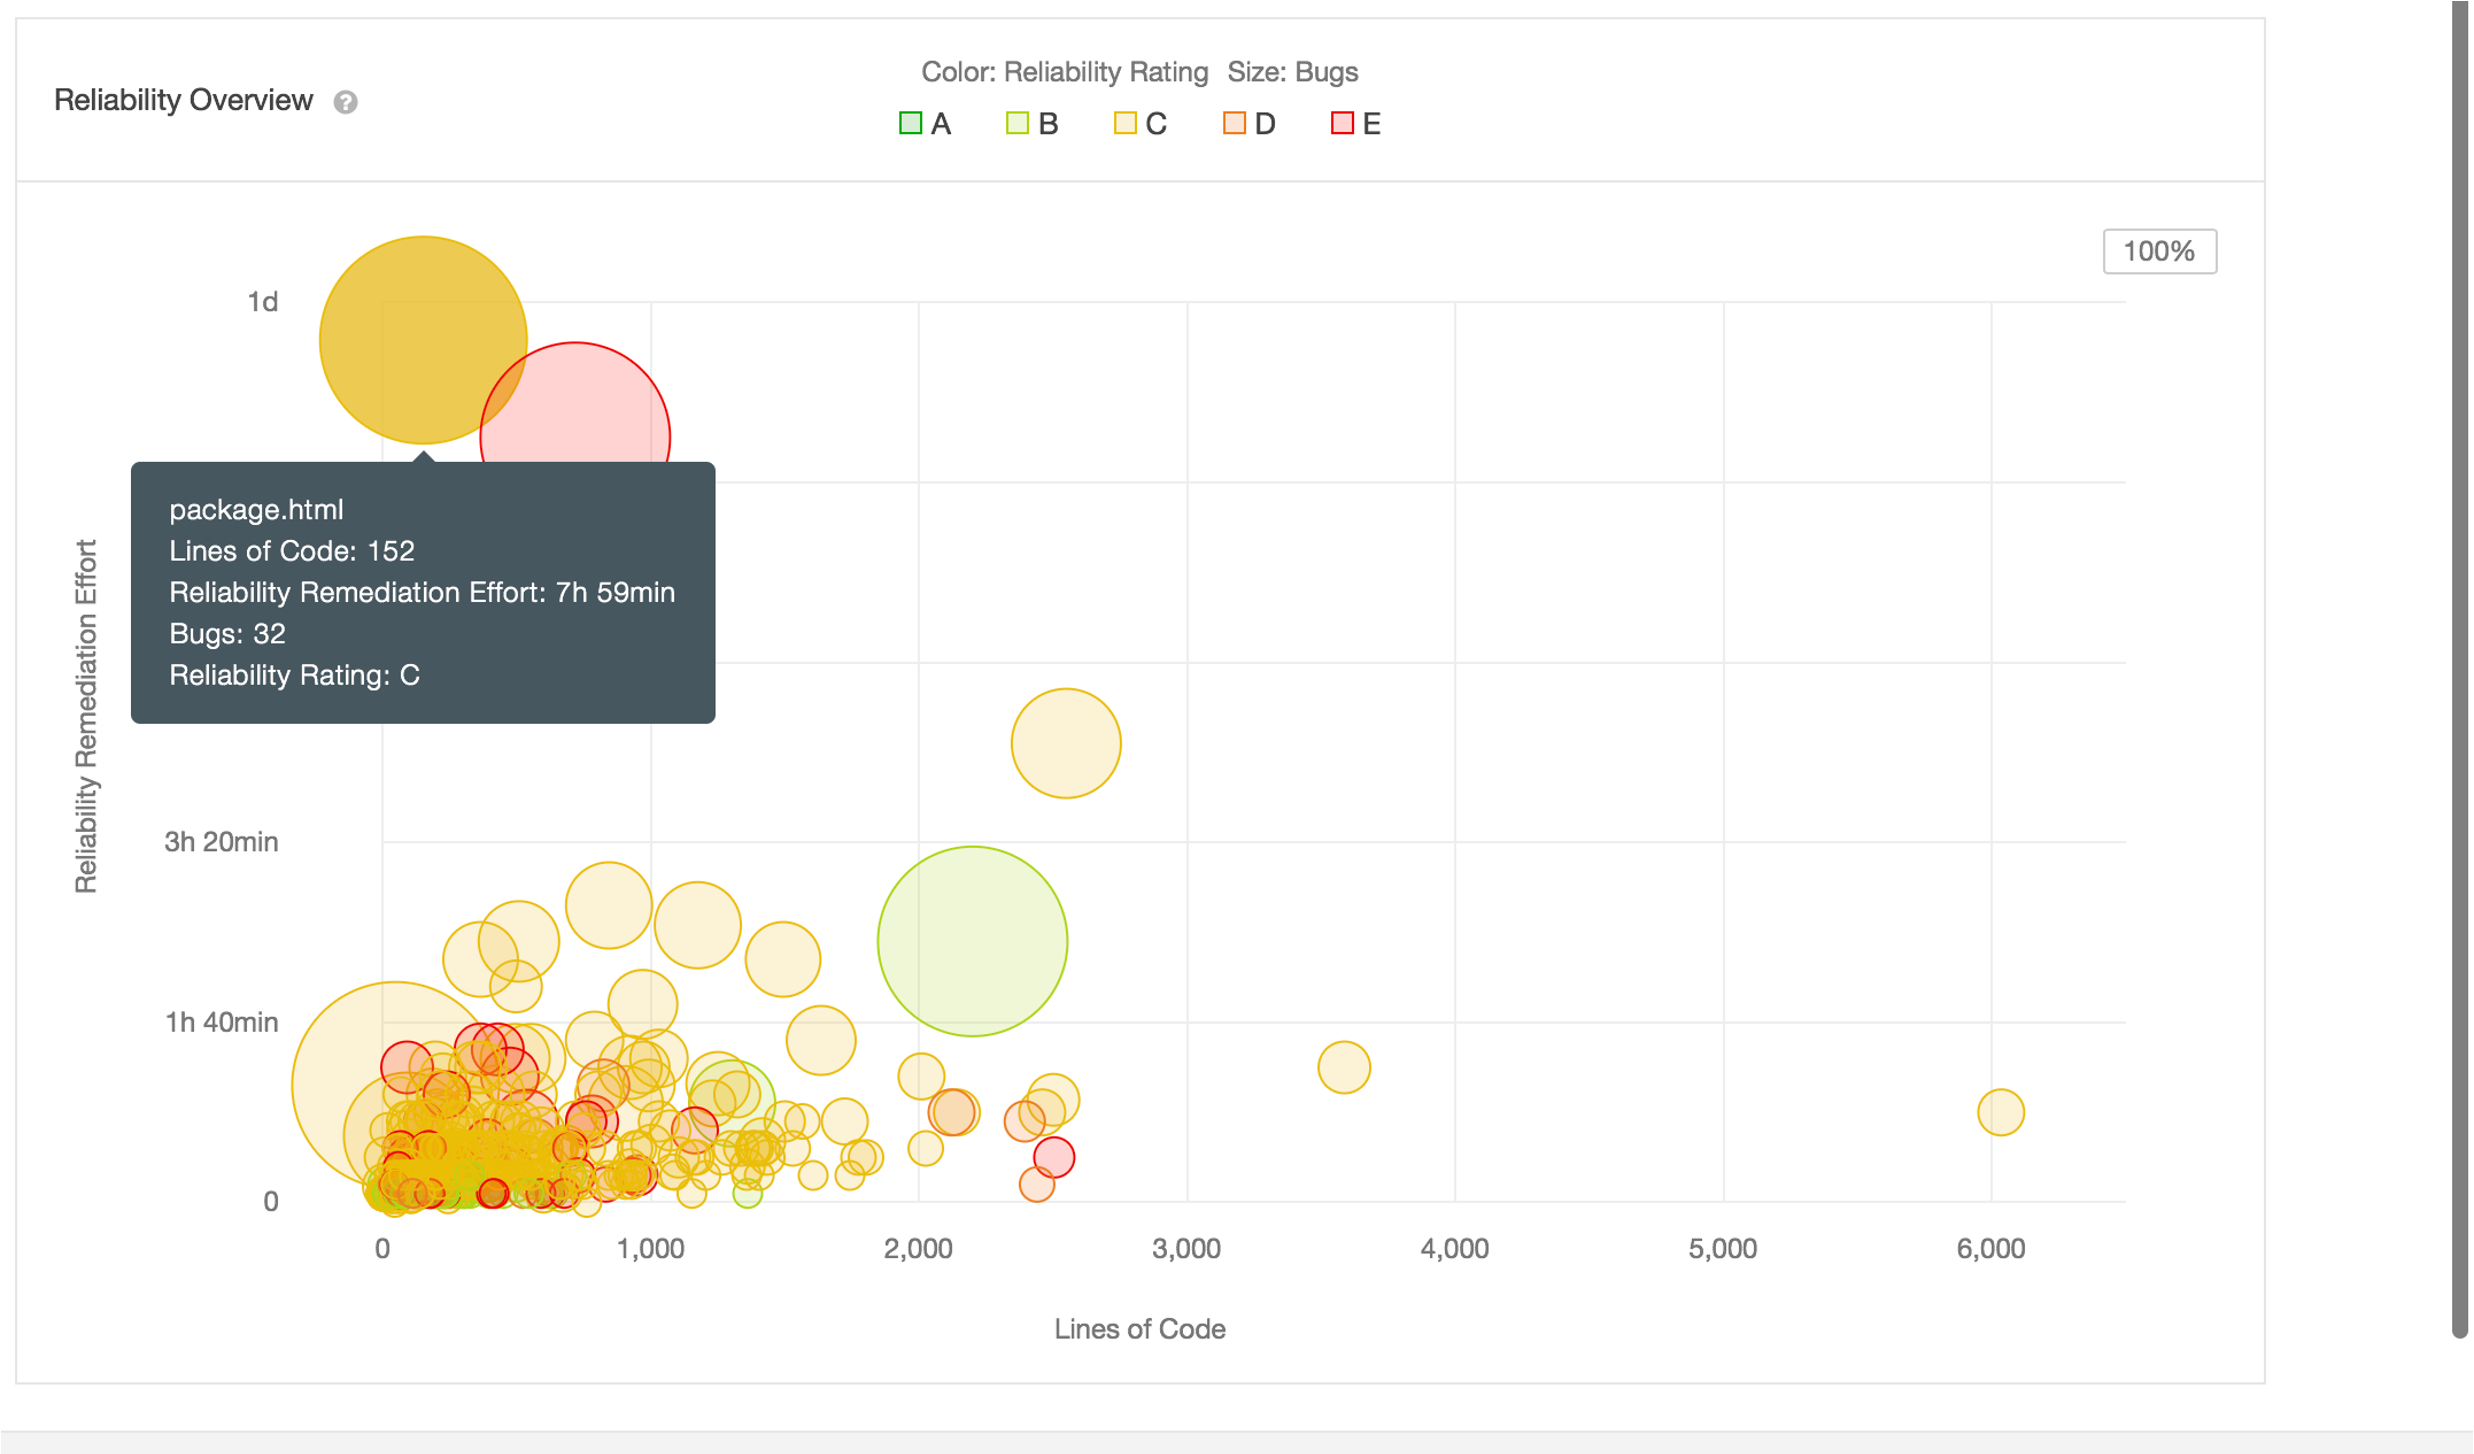 Color: Reliability Rating Size: Bugs
Reliability Overview ?
A B C D E
100%
1d
package.html
Lines of Code: 152
Reliability Remediation Effort: 7h 59min
Bugs: 32
Reliability Rating: C
Reliability Remediation Effort
3h 20min
1h 40min
0
0 1,000 2,000 3,000 4,000 5,000 6,000
Lines of Code